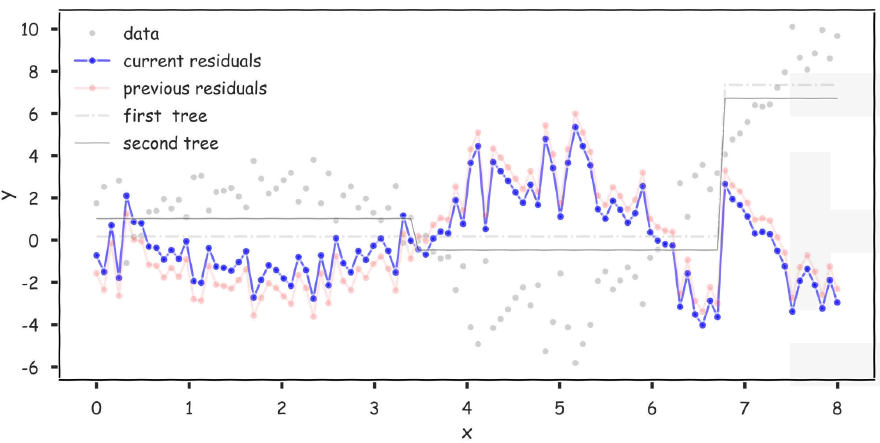 10
8
6
4
2
0
-2
-4
-6
y
data
current residuals
previous residuals
first tree
second tree
0 1 2 3 4 5 6 7 8
x